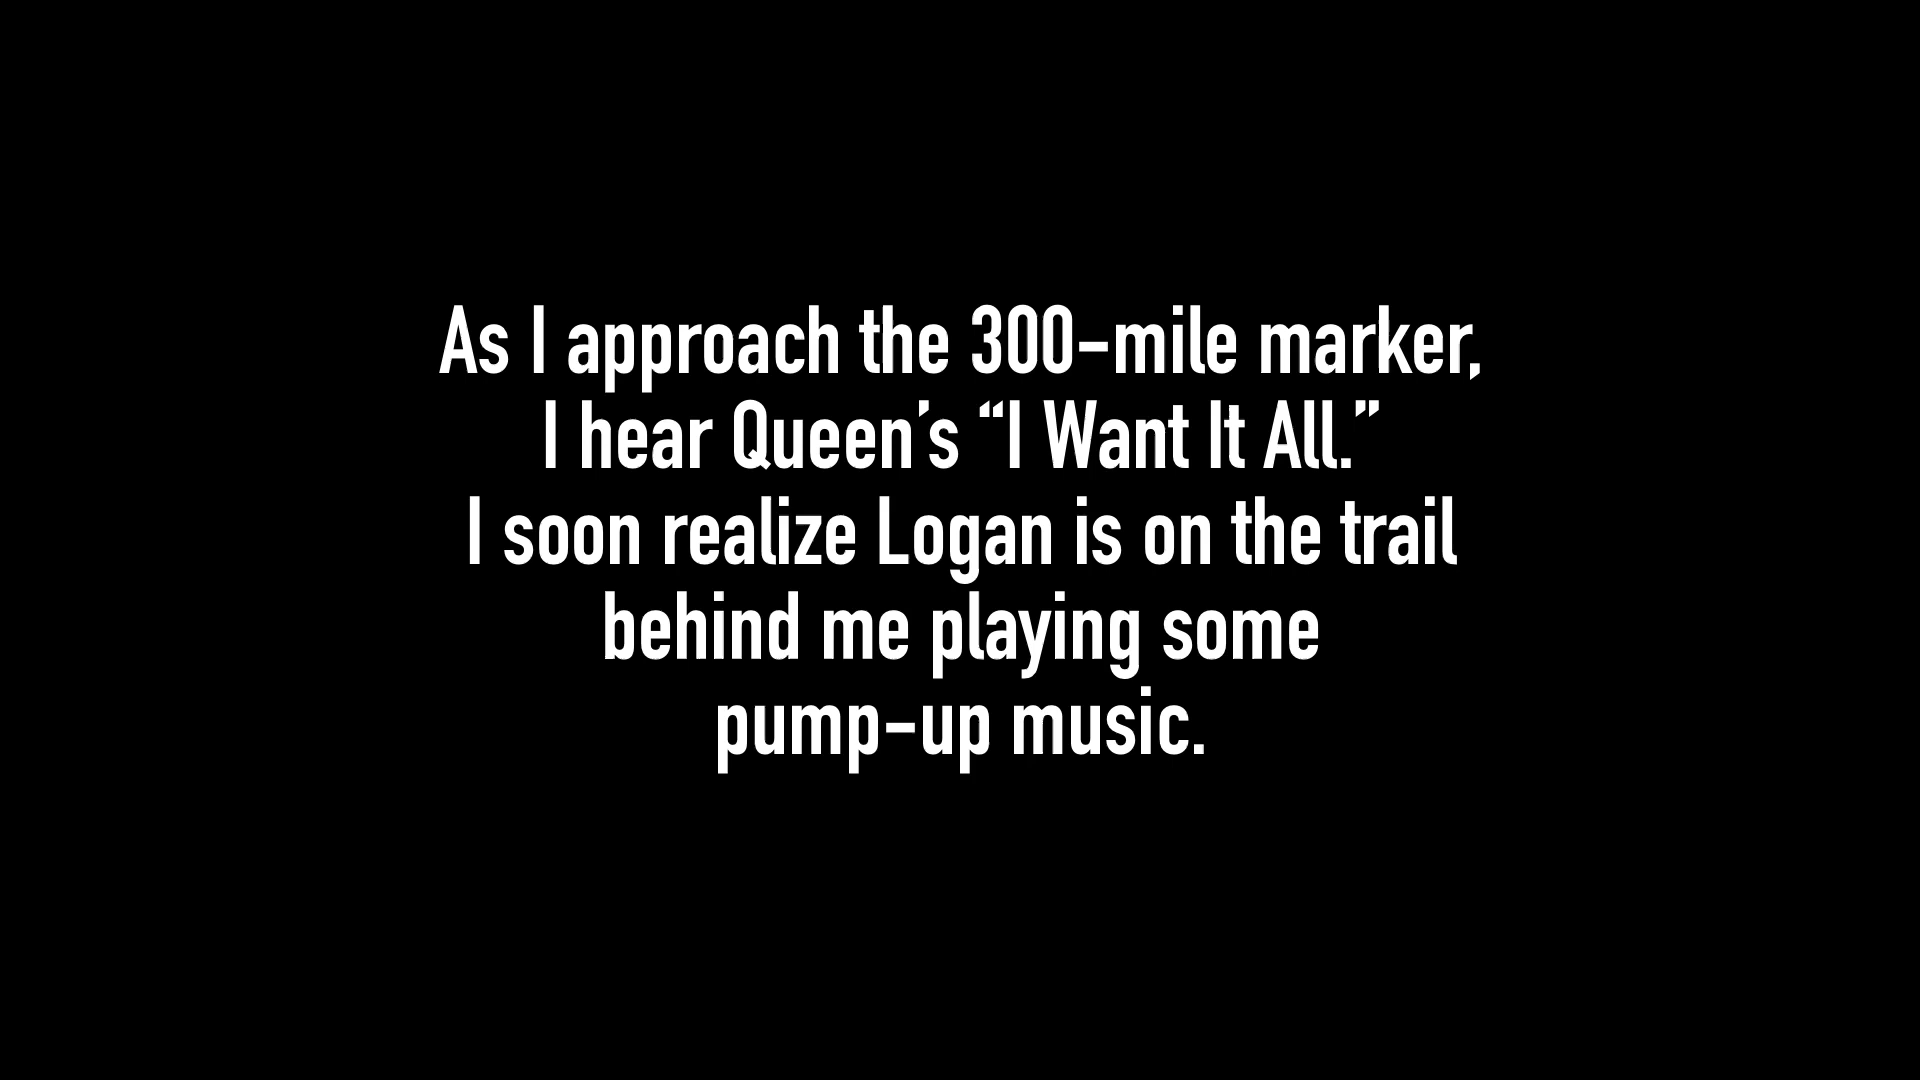 As I approach the 300-mile marker,
I hear Queen’s “I Want It All.”
I soon realize Logan is on the trail
behind me playing some
pump-up music.